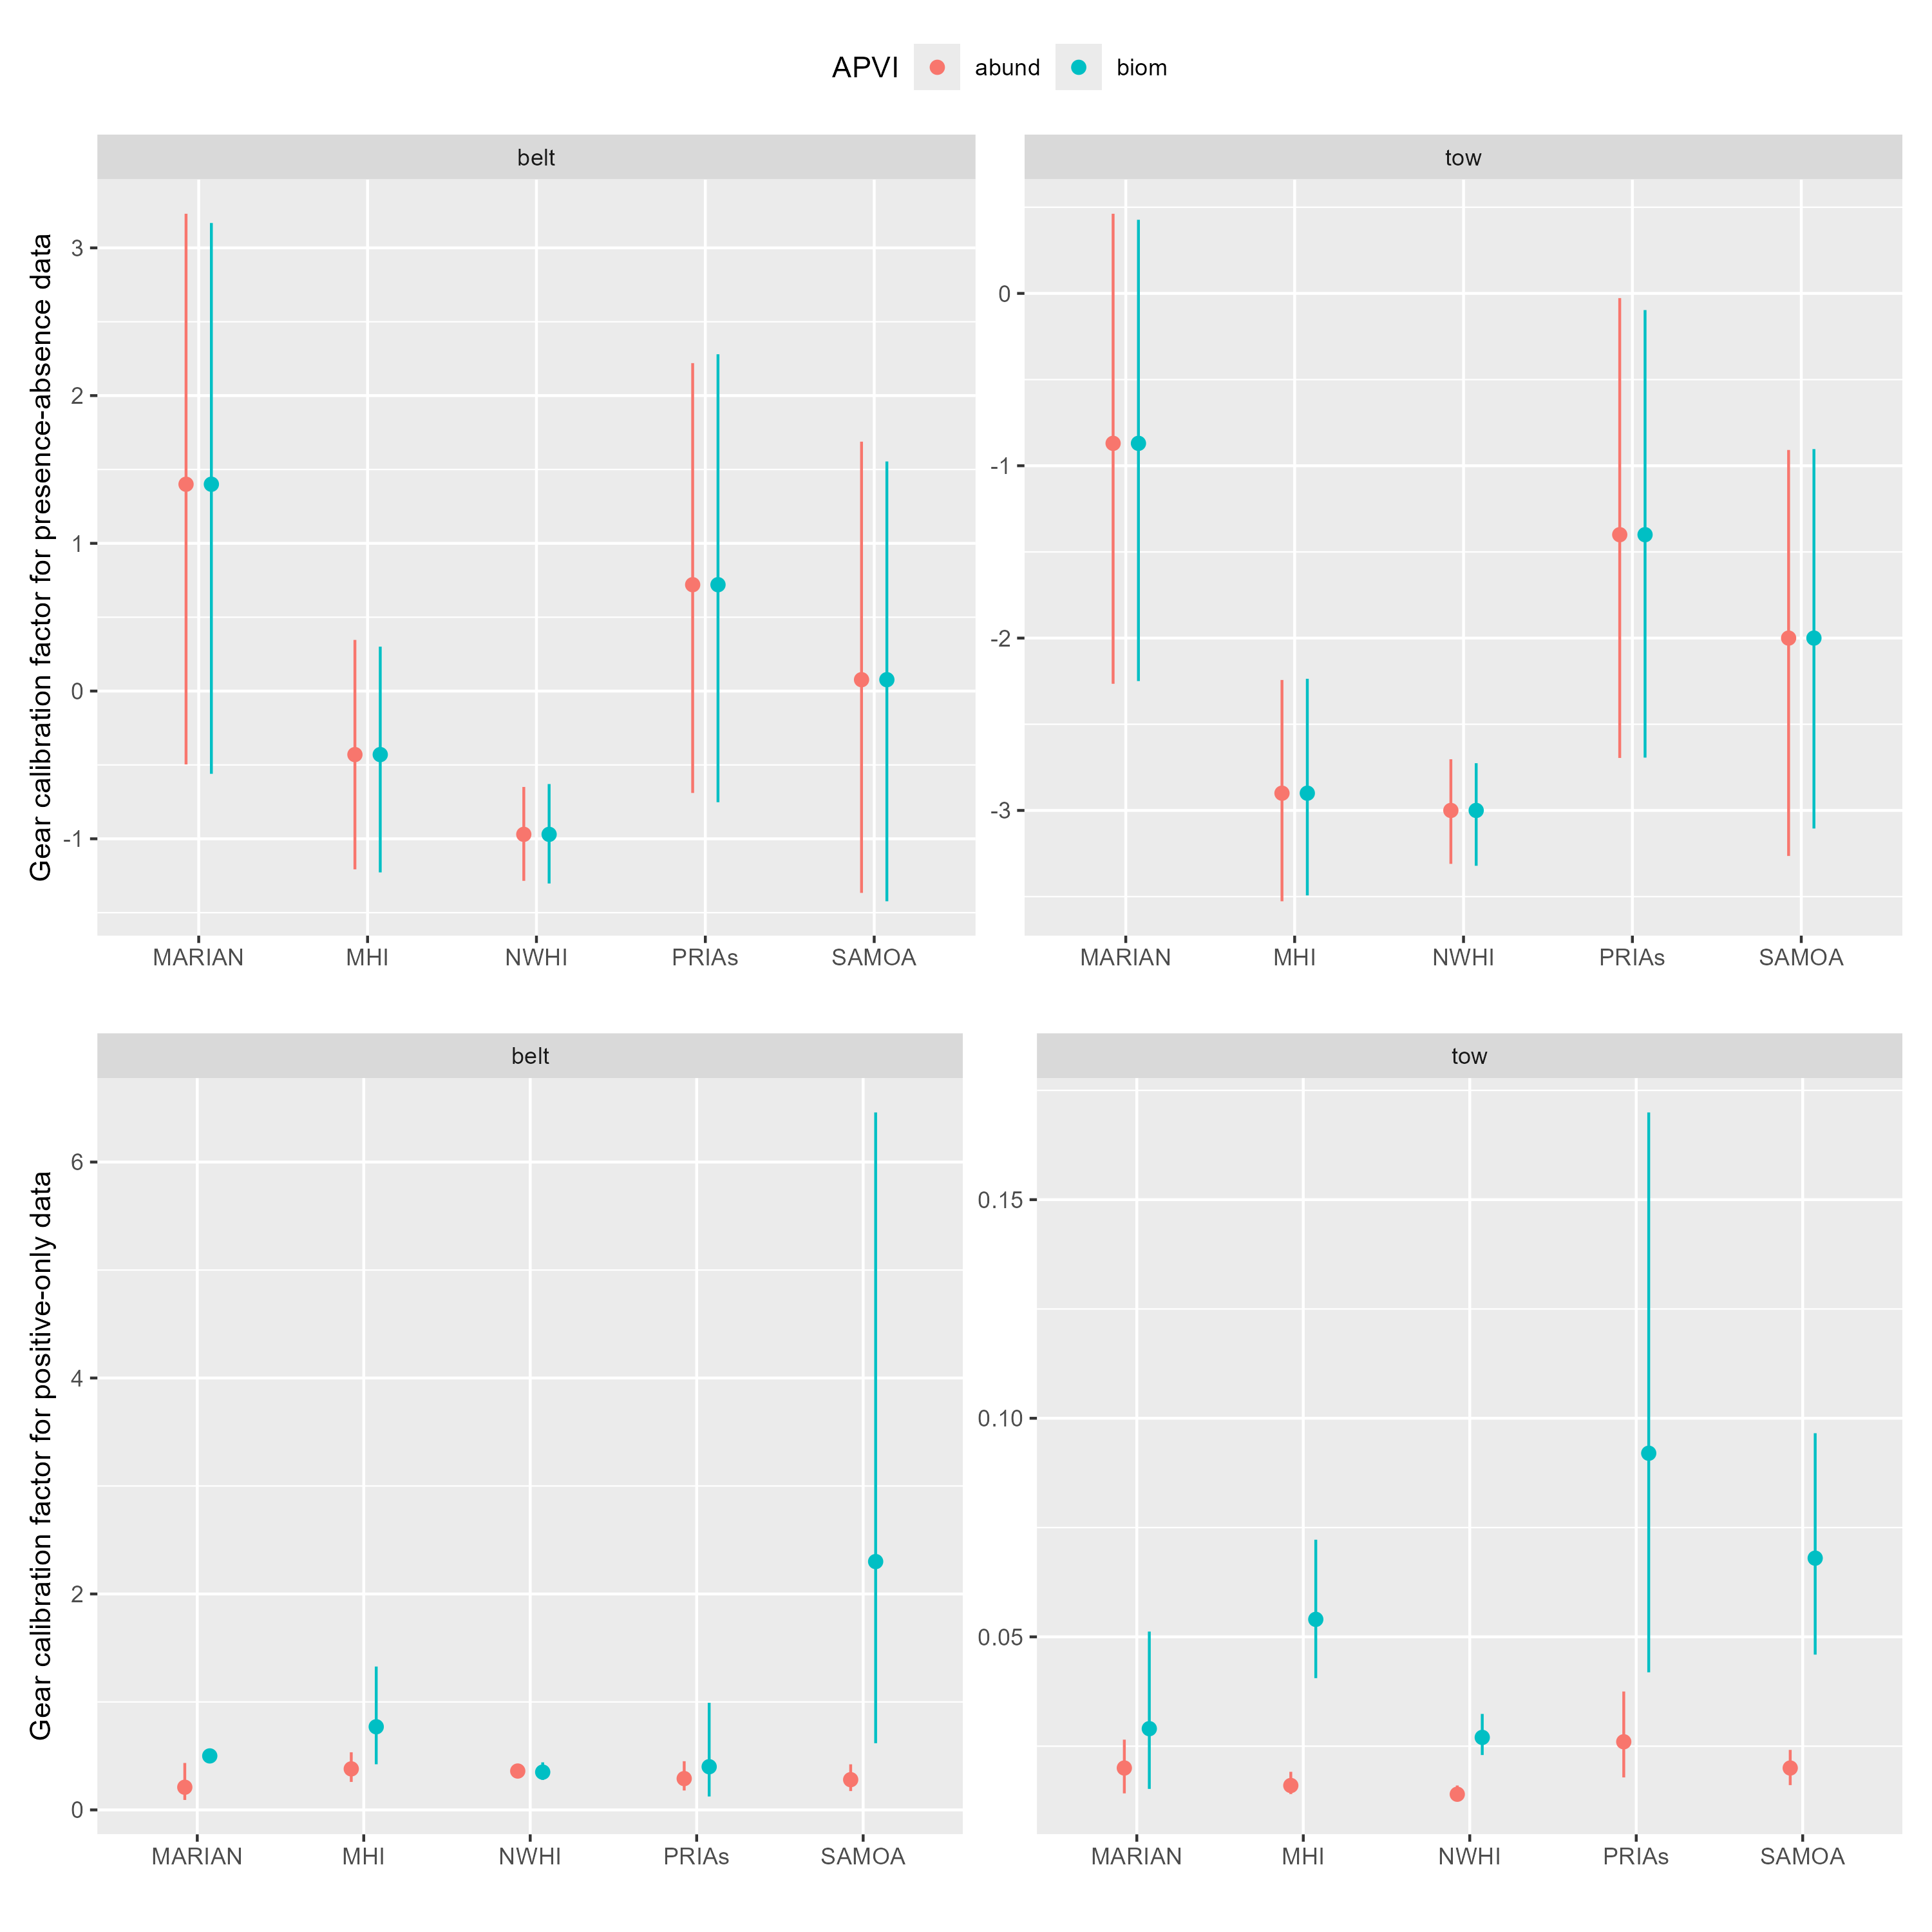 APVI abund biom
belt
tow
Gear calibration factor for presence-absence data
3
2
1
0
-1
0
-1
-2
-3
MARIAN MHI NWHI PRIAs SAMOA
MARIAN MHI NWHI PRIAs SAMOA
belt
tow
Gear calibration factor for positive-only data
6
4
2
0
0.15
0.10
0.05
MARIAN MHI NWHI PRIAs SAMOA
MARIAN MHI NWHI PRIAs SAMOA